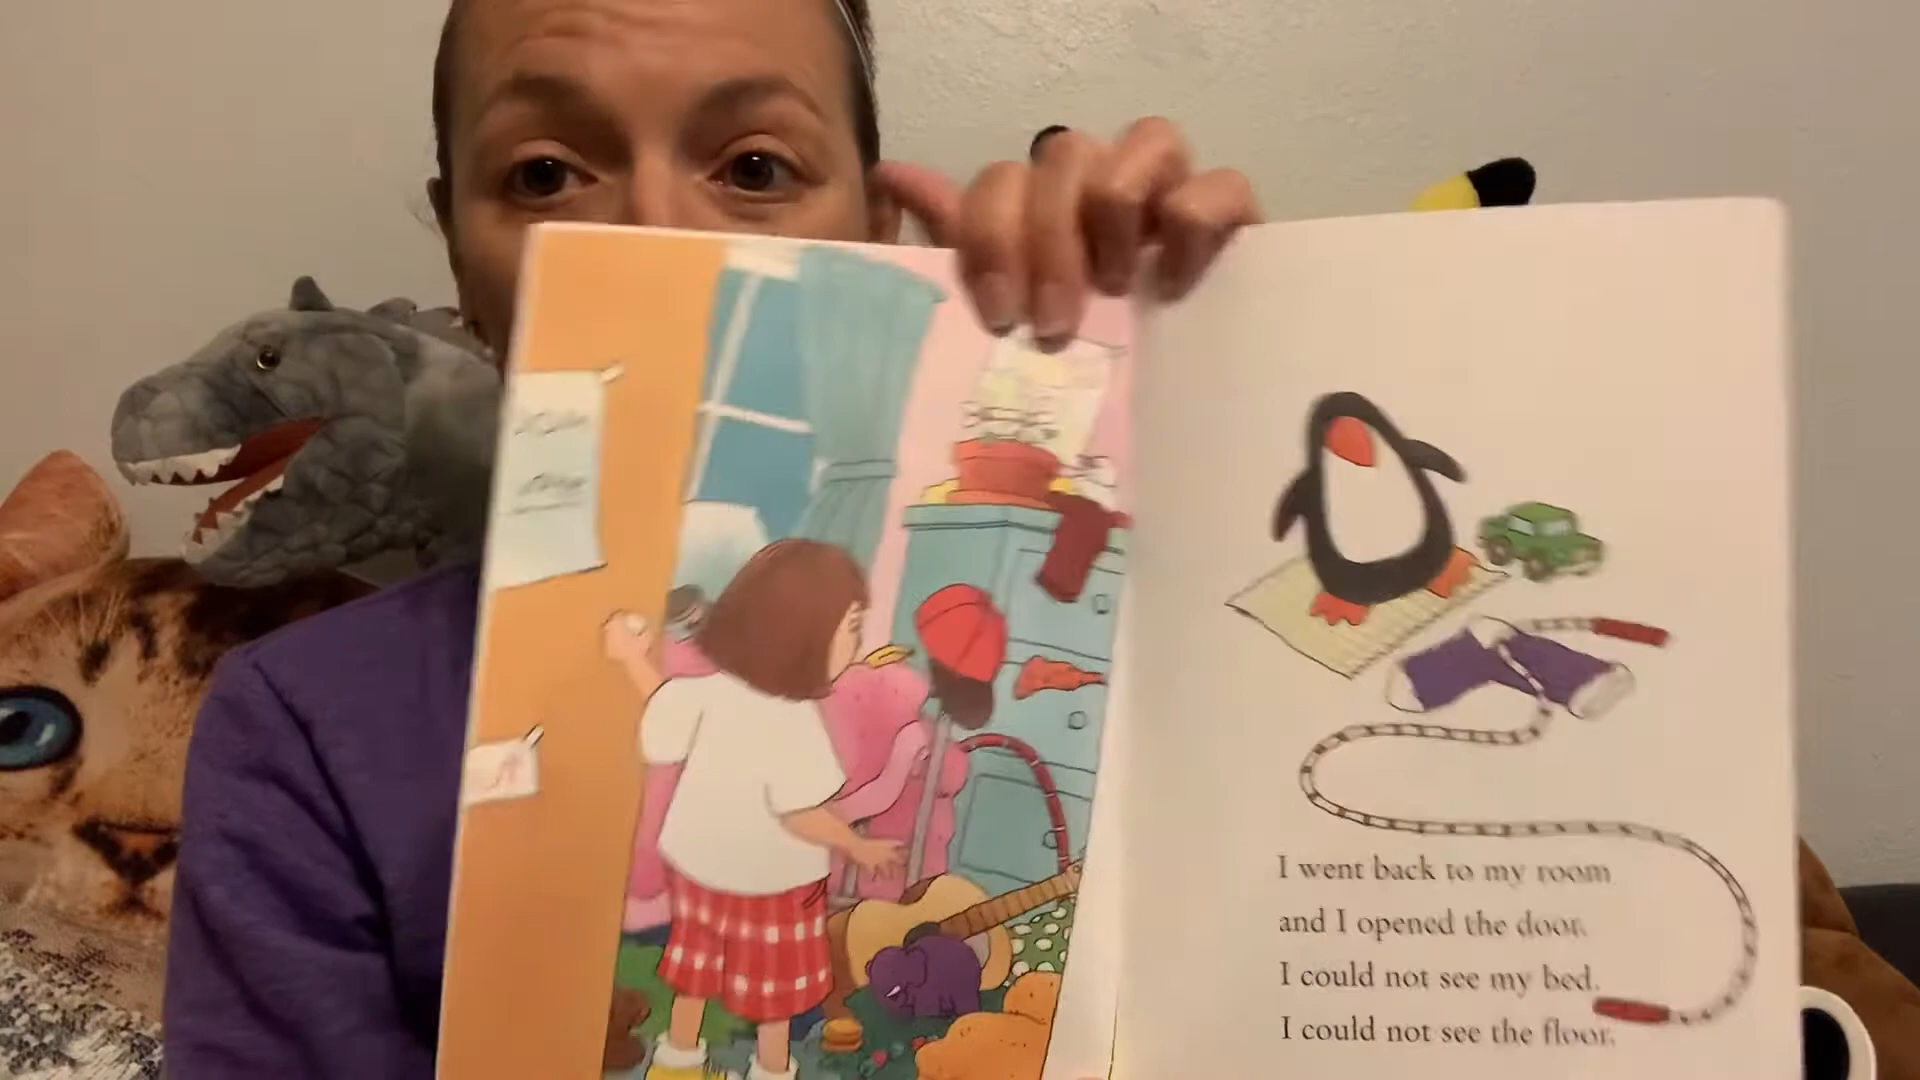 I went back to my room
and I opened the door.
I could not see my bed.
I could not see the floor.